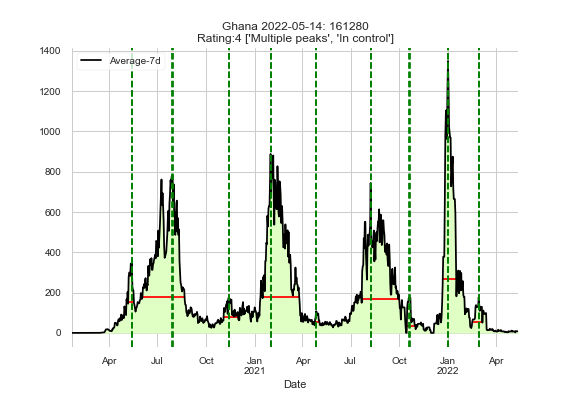 Ghana 2022-05-14: 161280
Rating:4 ['Multiple peaks', 'In control']
Average-7d
1400
1200
1000
800
600
400
200
0
Apr Jul Oct Jan Apr Jul Oct Jan Apr
2021 2022
Date